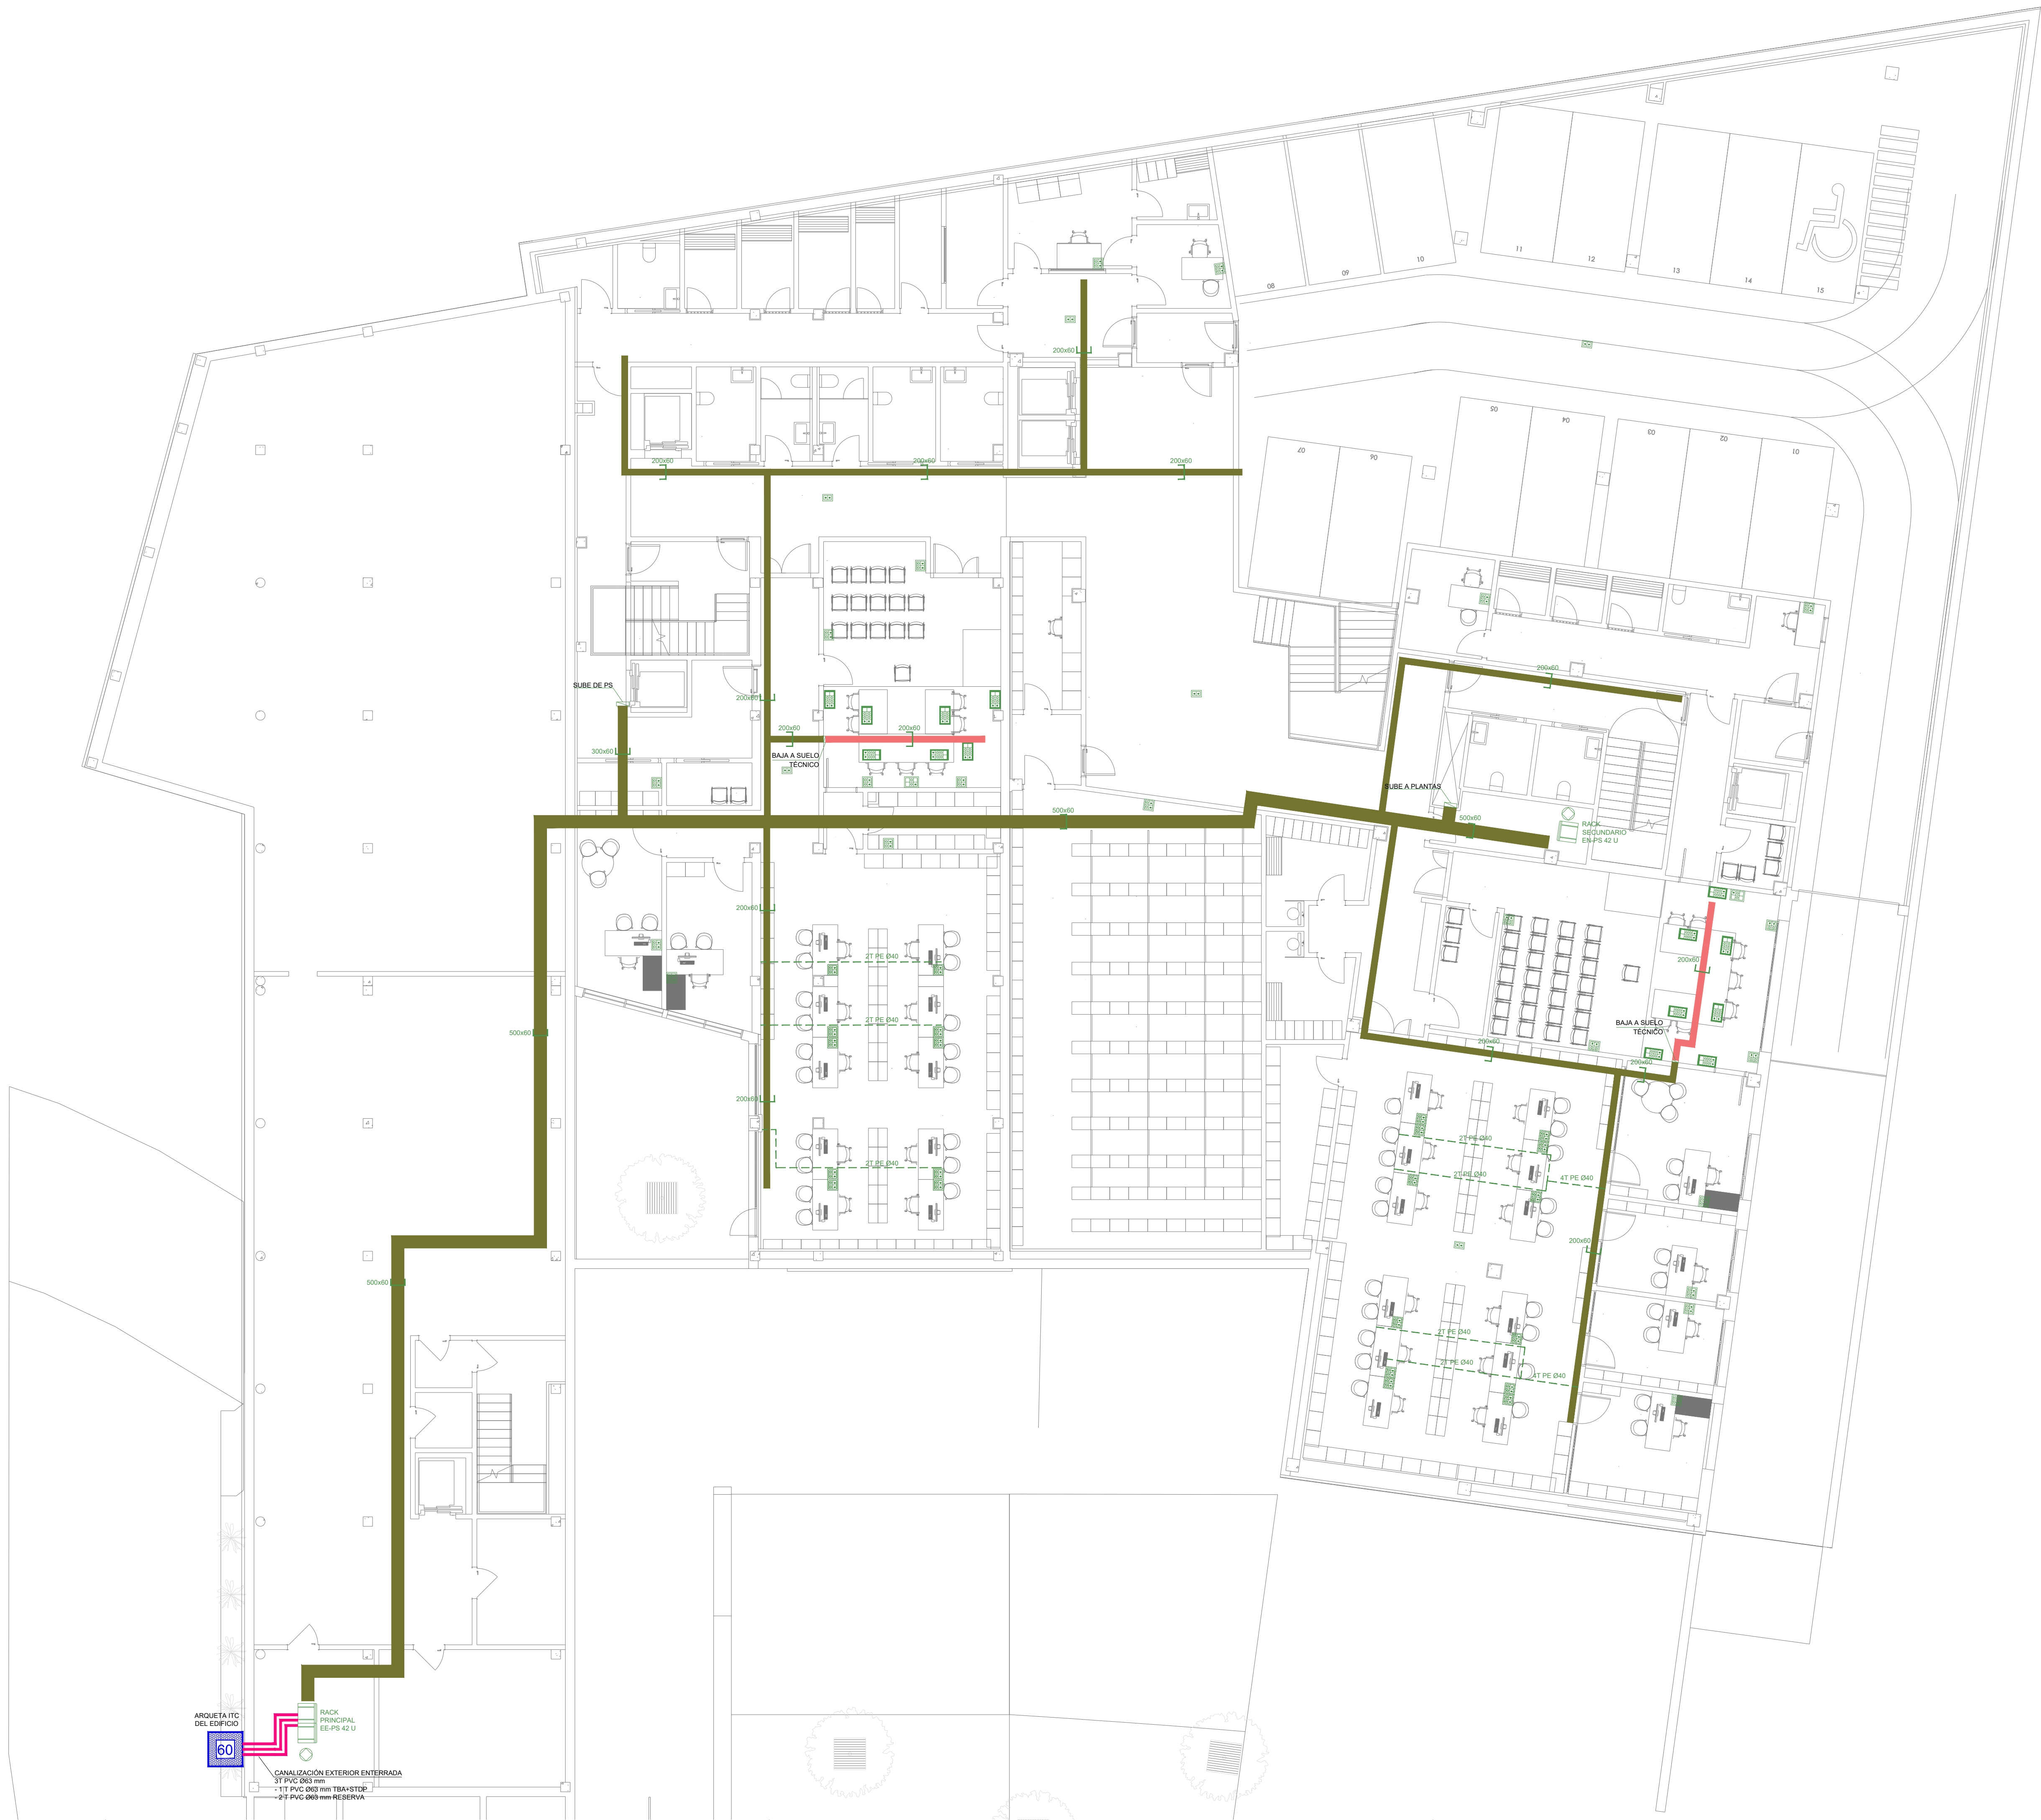 11
12
13
14
15
10
09
08
200x60
05
04
03
02
01
07
06
200x60
200x60
200x60
200x60
SUBE DE PS
200x60
200x60
200x60
300x60
BAJA A SUELO
TÉCNICO
SUBE A PLANTAS
500x60
500x60
RACK
SECUNDARIO
EN-PS 42 U
200x60
2T PE Ø40
200x60
500x60
2T PE Ø40
BAJA A SUELO
TÉCNICO
200x60
200x60
200x60
2T PE Ø40
2T PE Ø40
2T PE Ø40
4T PE Ø40
200x60
500x60
2T PE Ø40
2T PE Ø40
4T PE Ø40
ARQUETA ITC
DEL EDIFICIO
60
RACK
PRINCIPAL
EE-PS 42 U
CANALIZACIÓN EXTERIOR ENTERRADA
3T PVC Ø63 mm
- 1 T PVC Ø63 mm TBA+STDP
- 2 T PVC Ø63 mm RESERVA